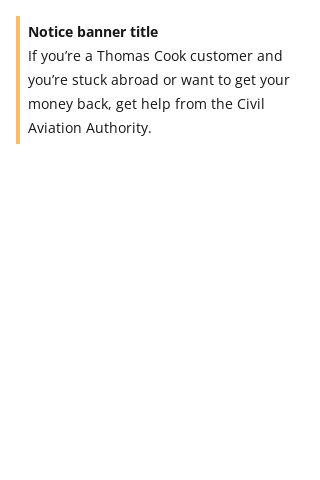 Notice banner title
If you’re a Thomas Cook customer and
you’re stuck abroad or want to get your
money back, get help from the Civil
Aviation Authority.